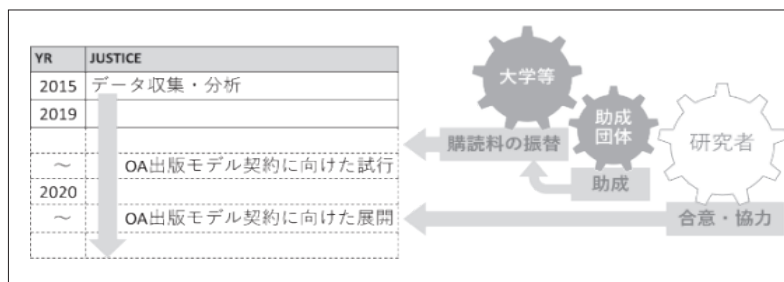 YR JUSTICE
2015 データ収集・分析
2019
～ OA出版モデル契約に向けた試行
2020
～ OA出版モデル契約に向けた展開
大学等
助成
団体
研究者
購読料の振替
助成
合意・協力